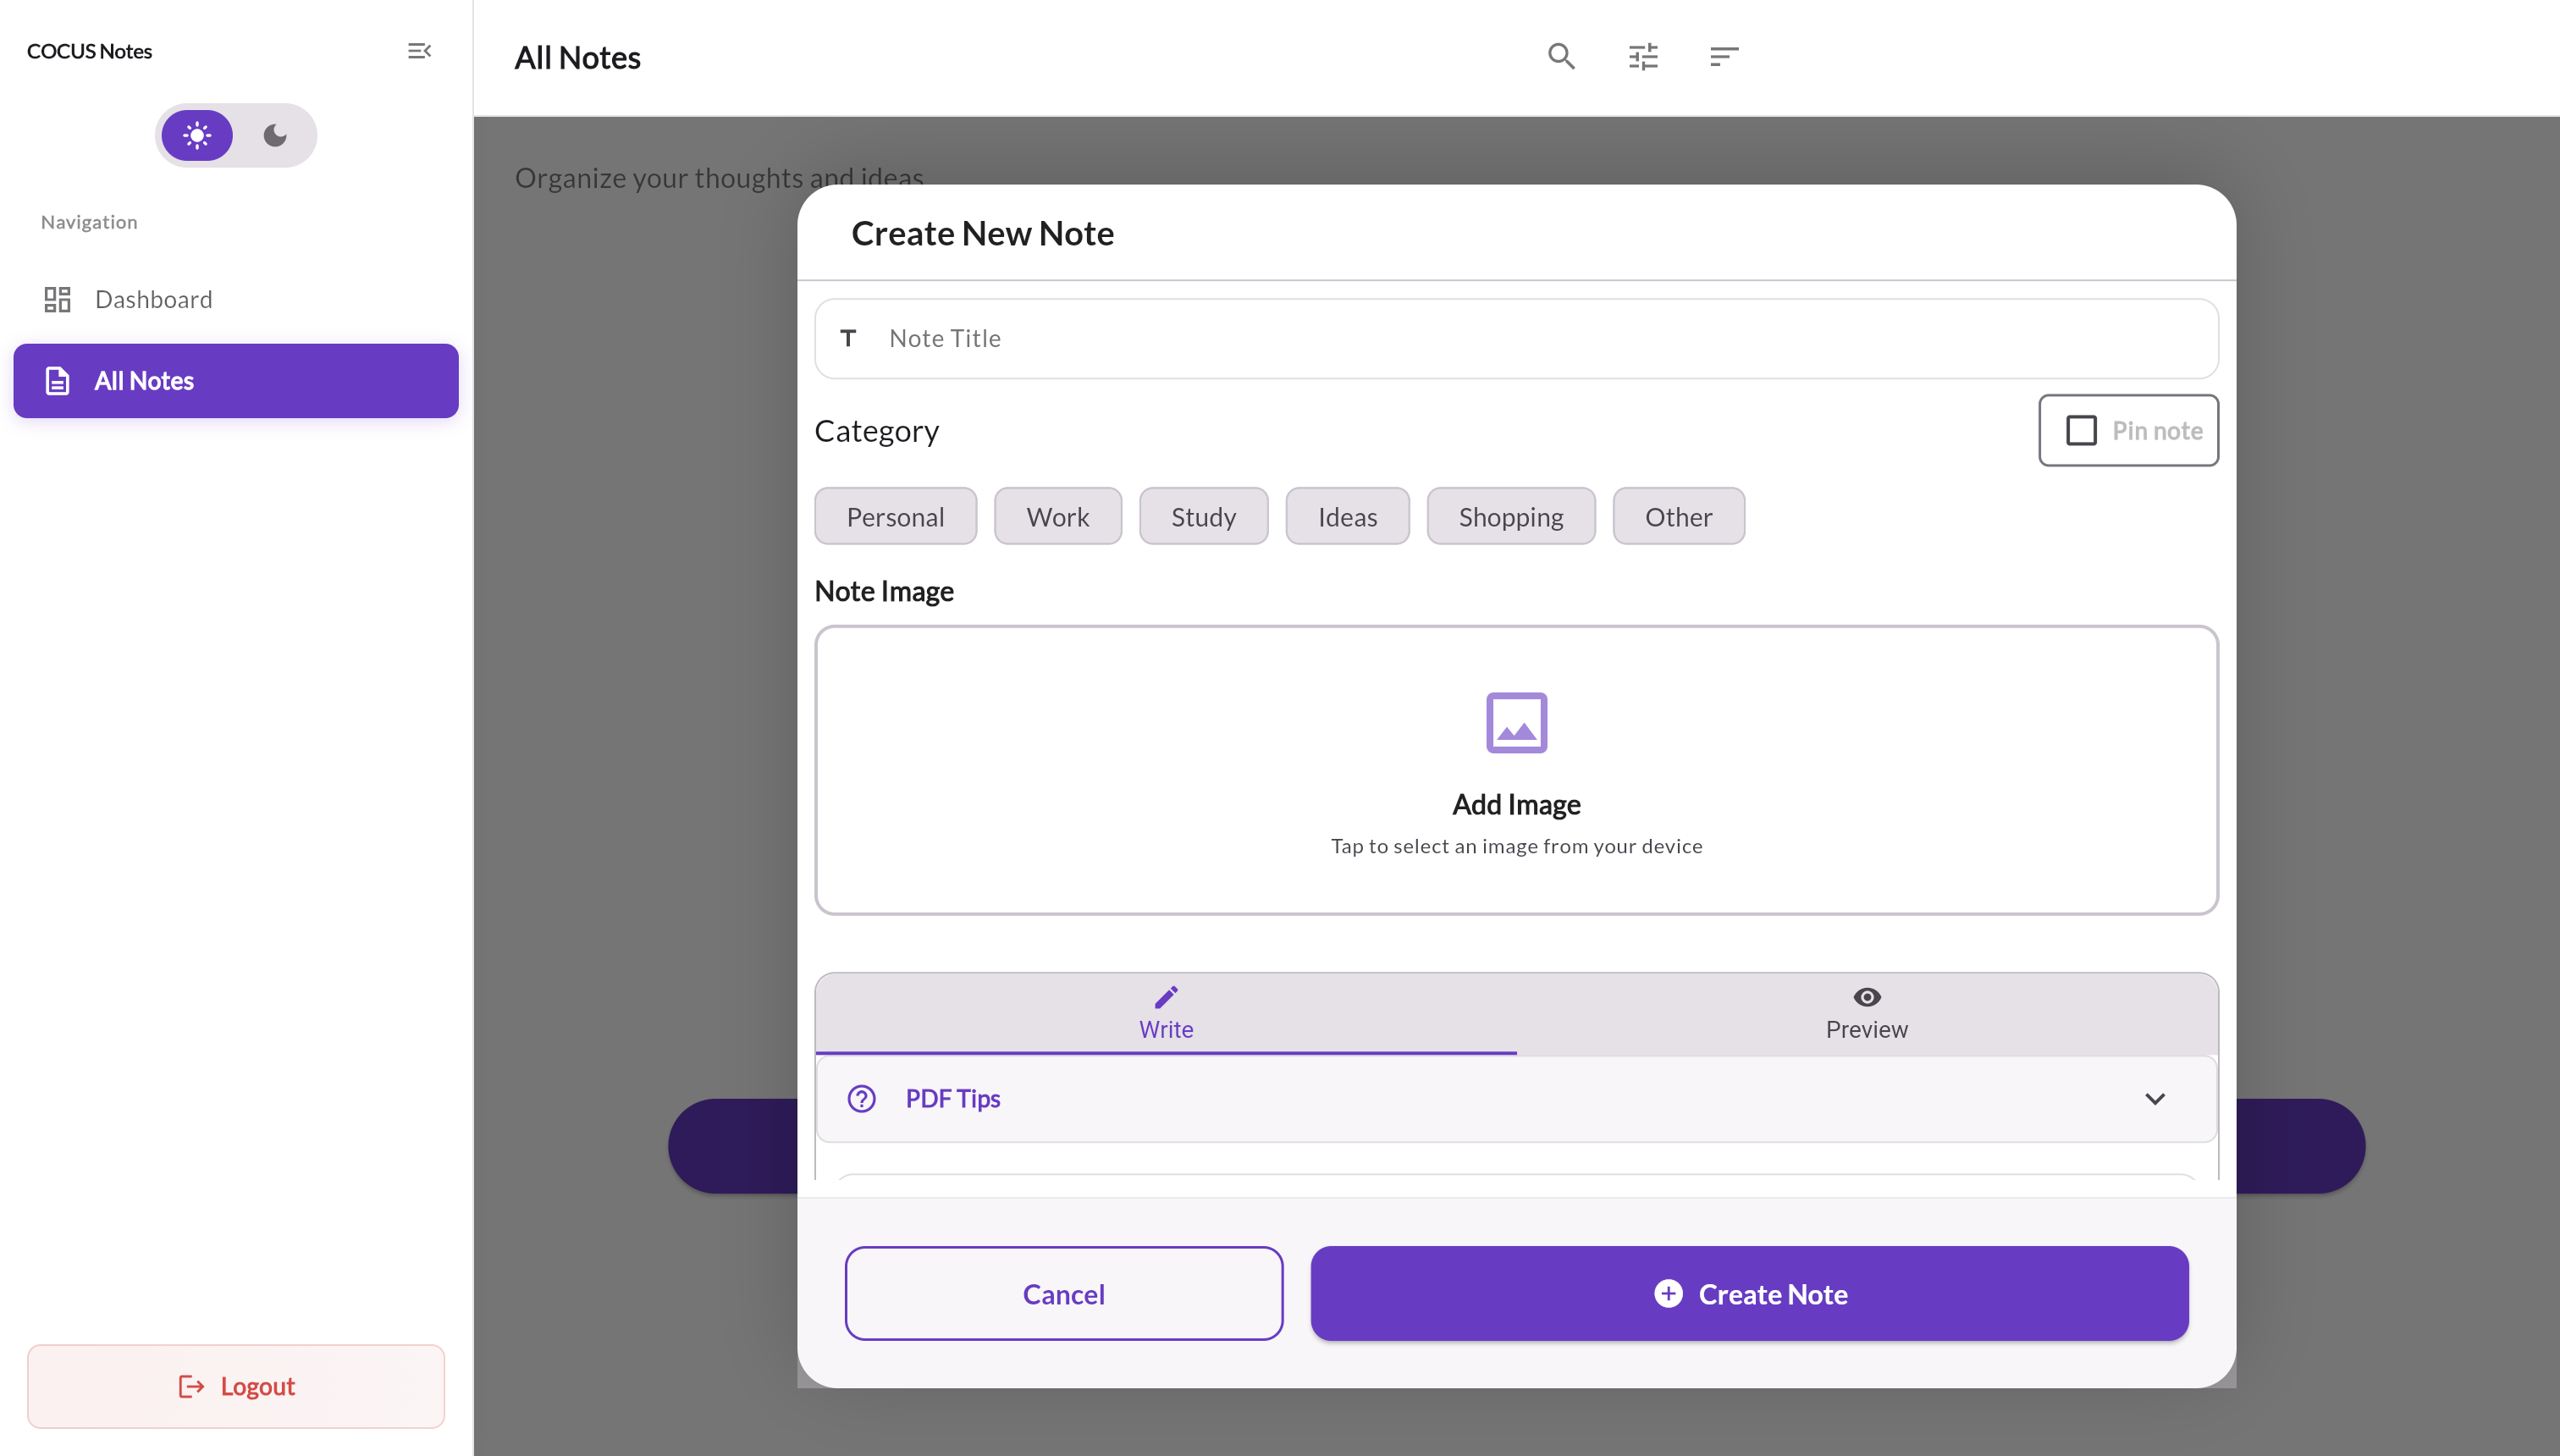 COCUS Notes
Navigation
Dashboard
All Notes
Logout
All Notes
Organize your thoughts and ideas
Create New Note
Note Title
Category
Pin note
Personal
Work
Study
Ideas
Shopping
Other
Note Image
Add Image
Tap to select an image from your device
Write
Preview
PDF Tips
Cancel
Create Note